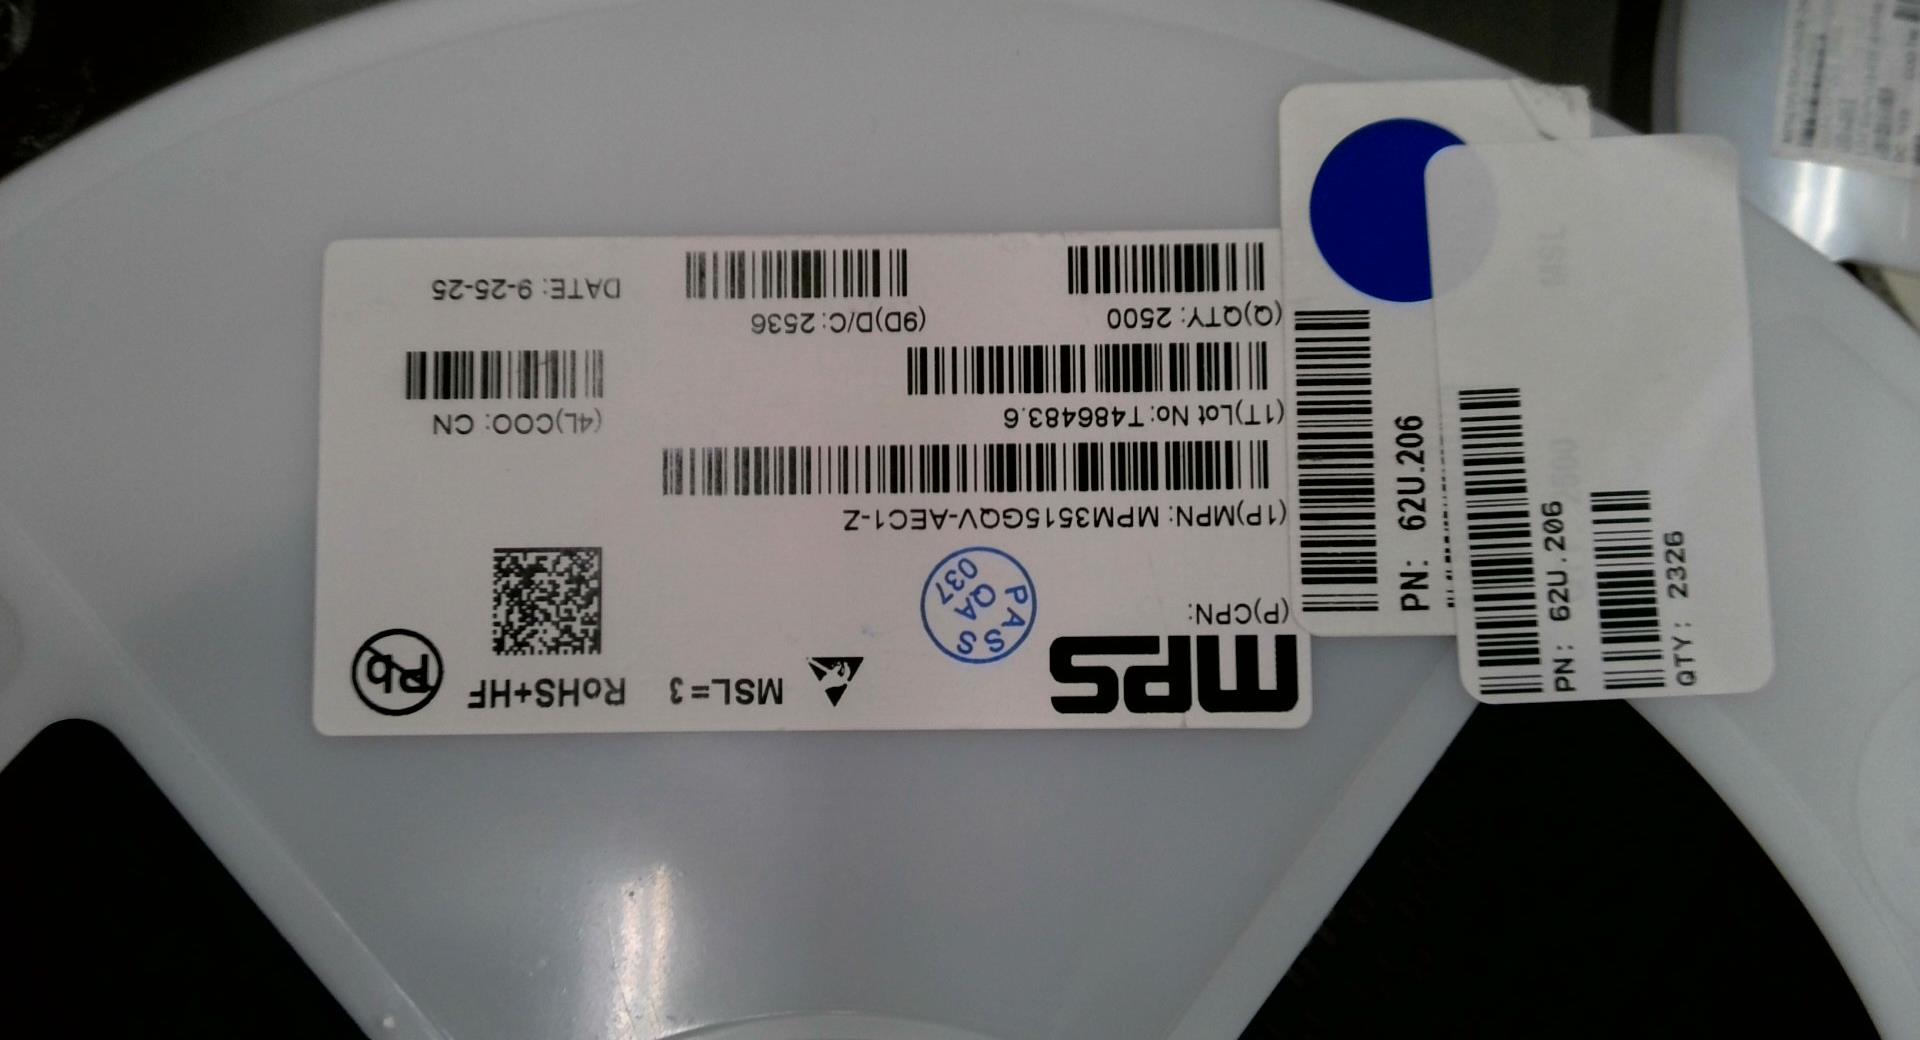 MPS
MSL=3 RoHS+HF Pb
(P)CPN:
PASS
QA
037
(1P)MPN: MPM3515GQV-AEC1-Z
(1T)Lot No: T486483.6
(4L)COO: CN
(Q)QTY: 2500
(9D)D/C: 2536
DATE: 9-25-25
PN: 62U.206
MSL
PN: 62U.206
QTY: 2326